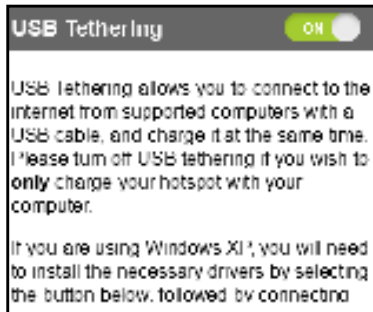 USB Tethering ON
USB Tethering allows you to connect to the
internet from supported computers with a
USB cable, and charge it at the same time.
Please turn off USB tethering if you wish to
only charge your hotspot with your
computer.
If you are using Windows XP, you will need
to install the necessary drivers by selecting
the button below, followed by connecting